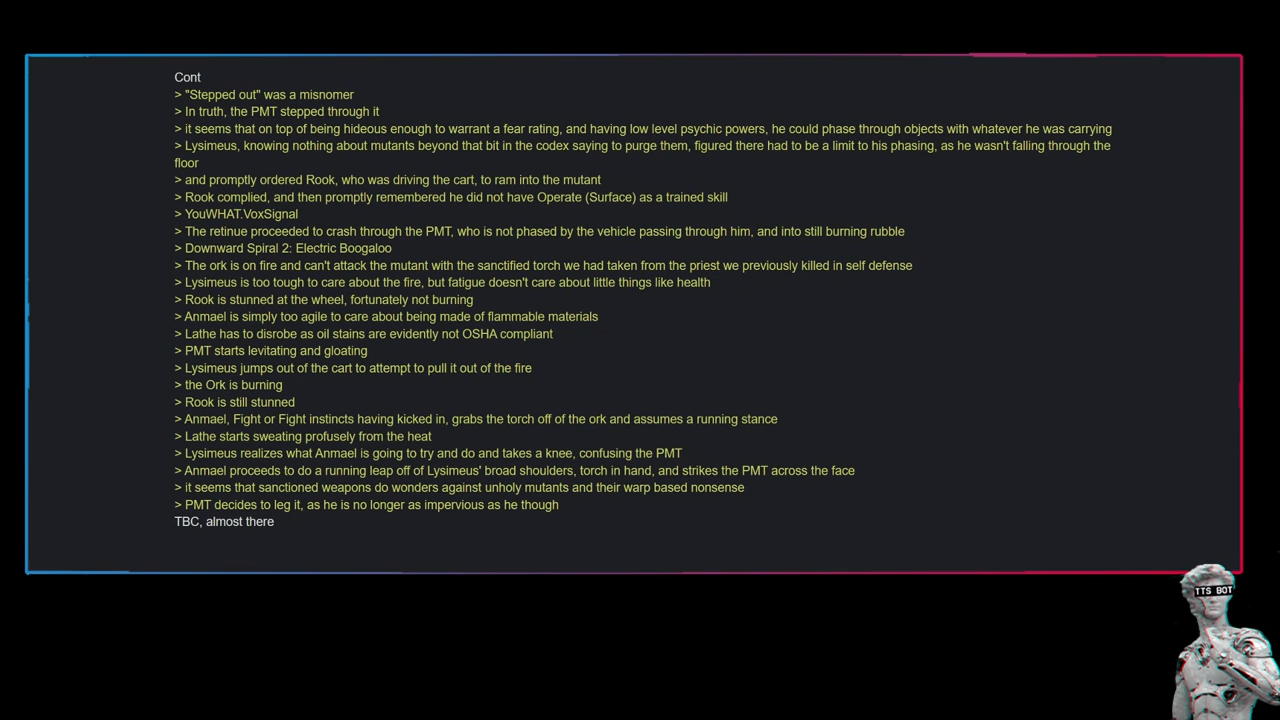 Cont
> "Stepped out" was a misnomer
> In truth, the PMT stepped through it
> it seems that on top of being hideous enough to warrant a fear rating, and having low level psychic powers, he could phase through objects with whatever he was carrying
> Lysimeus, knowing nothing about mutants beyond that bit in the codex saying to purge them, figured there had to be a limit to his phasing, as he wasn't falling through the
floor
> and promptly ordered Rook, who was driving the cart, to ram into the mutant
> Rook complied, and then promptly remembered he did not have Operate (Surface) as a trained skill
> YouWHAT.VoxSignal
> The retinue proceeded to crash through the PMT, who is not phased by the vehicle passing through him, and into still burning rubble
> Downward Spiral 2: Electric Boogaloo
> The ork is on fire and can't attack the mutant with the sanctified torch we had taken from the priest we previously killed in self defense
> Lysimeus is too tough to care about the fire, but fatigue doesn't care about little things like health
> Rook is stunned at the wheel, fortunately not burning
> Anmael is simply too agile to care about being made of flammable materials
> Lathe has to disrobe as oil stains are evidently not OSHA compliant
> PMT starts levitating and gloating
> Lysimeus jumps out of the cart to attempt to pull it out of the fire
> the Ork is burning
> Rook is still stunned
> Anmael, Fight or Fight instincts having kicked in, grabs the torch off of the ork and assumes a running stance
> Lathe starts sweating profusely from the heat
> Lysimeus realizes what Anmael is going to try and do and takes a knee, confusing the PMT
> Anmael proceeds to do a running leap off of Lysimeus' broad shoulders, torch in hand, and strikes the PMT across the face
> it seems that sanctioned weapons do wonders against unholy mutants and their warp based nonsense
> PMT decides to leg it, as he is no longer as impervious as he though
TBC, almost there
TTS BOT